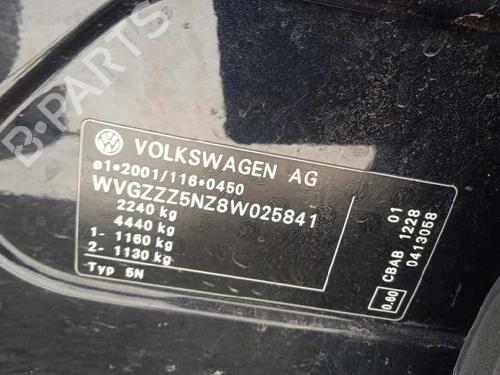 B-PARTS
VOLKSWAGEN AG
e1*2001/116*0450
WVGZZZ5NZ8W025841
2240 kg
4440 kg
1- 1160 kg
2- 1130 kg
Typ 5N
01
CBAB 1228
0413058
0.60